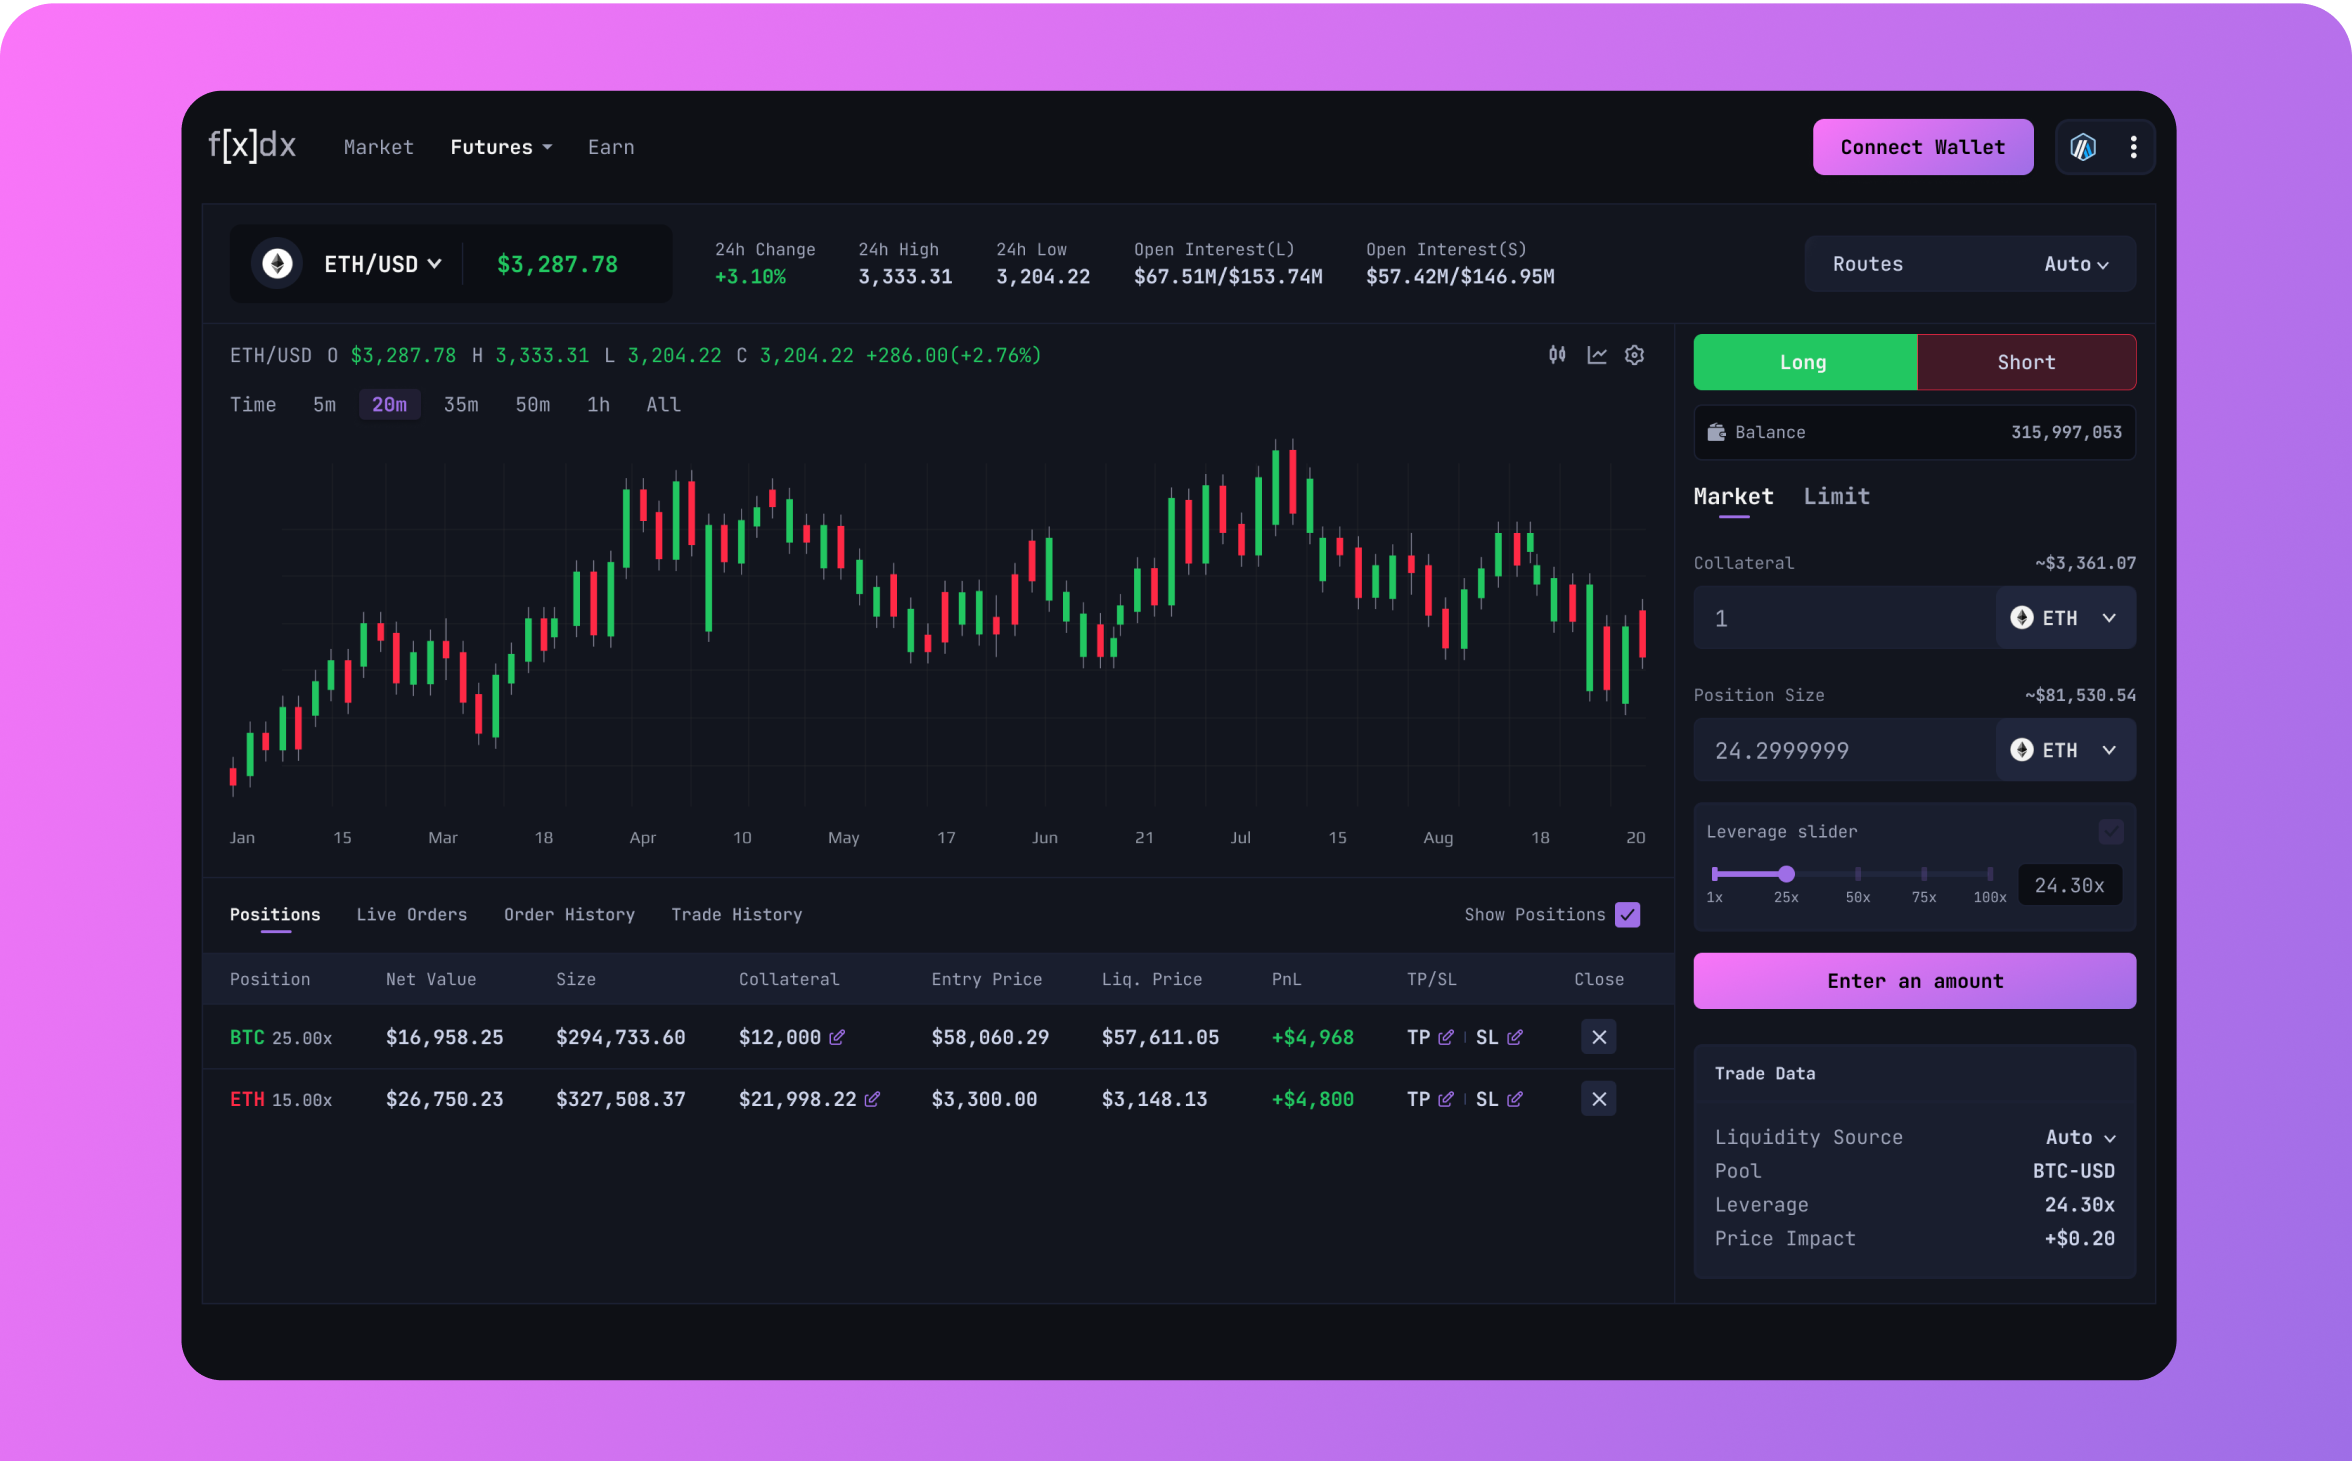 f[x]dx Market Futures Earn Connect Wallet
ETH/USD $3,287.78
24h Change 24h High 24h Low Open Interest(L) Open Interest(S)
+3.10% 3,333.31 3,204.22 $67.51M/$153.74M $57.42M/$146.95M
Routes Auto
ETH/USD O $3,287.78 H 3,333.31 L 3,204.22 C 3,204.22 +286.00(+2.76%)
Time 5m 20m 35m 50m 1h All
Jan 15 Mar 18 Apr 10 May 17 Jun 21 Jul 15 Aug 18 20
Positions Live Orders Order History Trade History Show Positions
Position Net Value Size Collateral Entry Price Liq. Price PnL TP/SL Close
BTC 25.00x $16,958.25 $294,733.60 $12,000 $58,060.29 $57,611.05 +$4,968 TP SL
ETH 15.00x $26,750.23 $327,508.37 $21,998.22 $3,300.00 $3,148.13 +$4,800 TP SL
Long Short
Balance 315,997,053
Market Limit
Collateral ~$3,361.07
1 ETH
Position Size ~$81,530.54
24.2999999 ETH
Leverage slider
24.30x
1x 25x 50x 75x 100x
Enter an amount
Trade Data
Liquidity Source Auto
Pool BTC-USD
Leverage 24.30x
Price Impact +$0.20